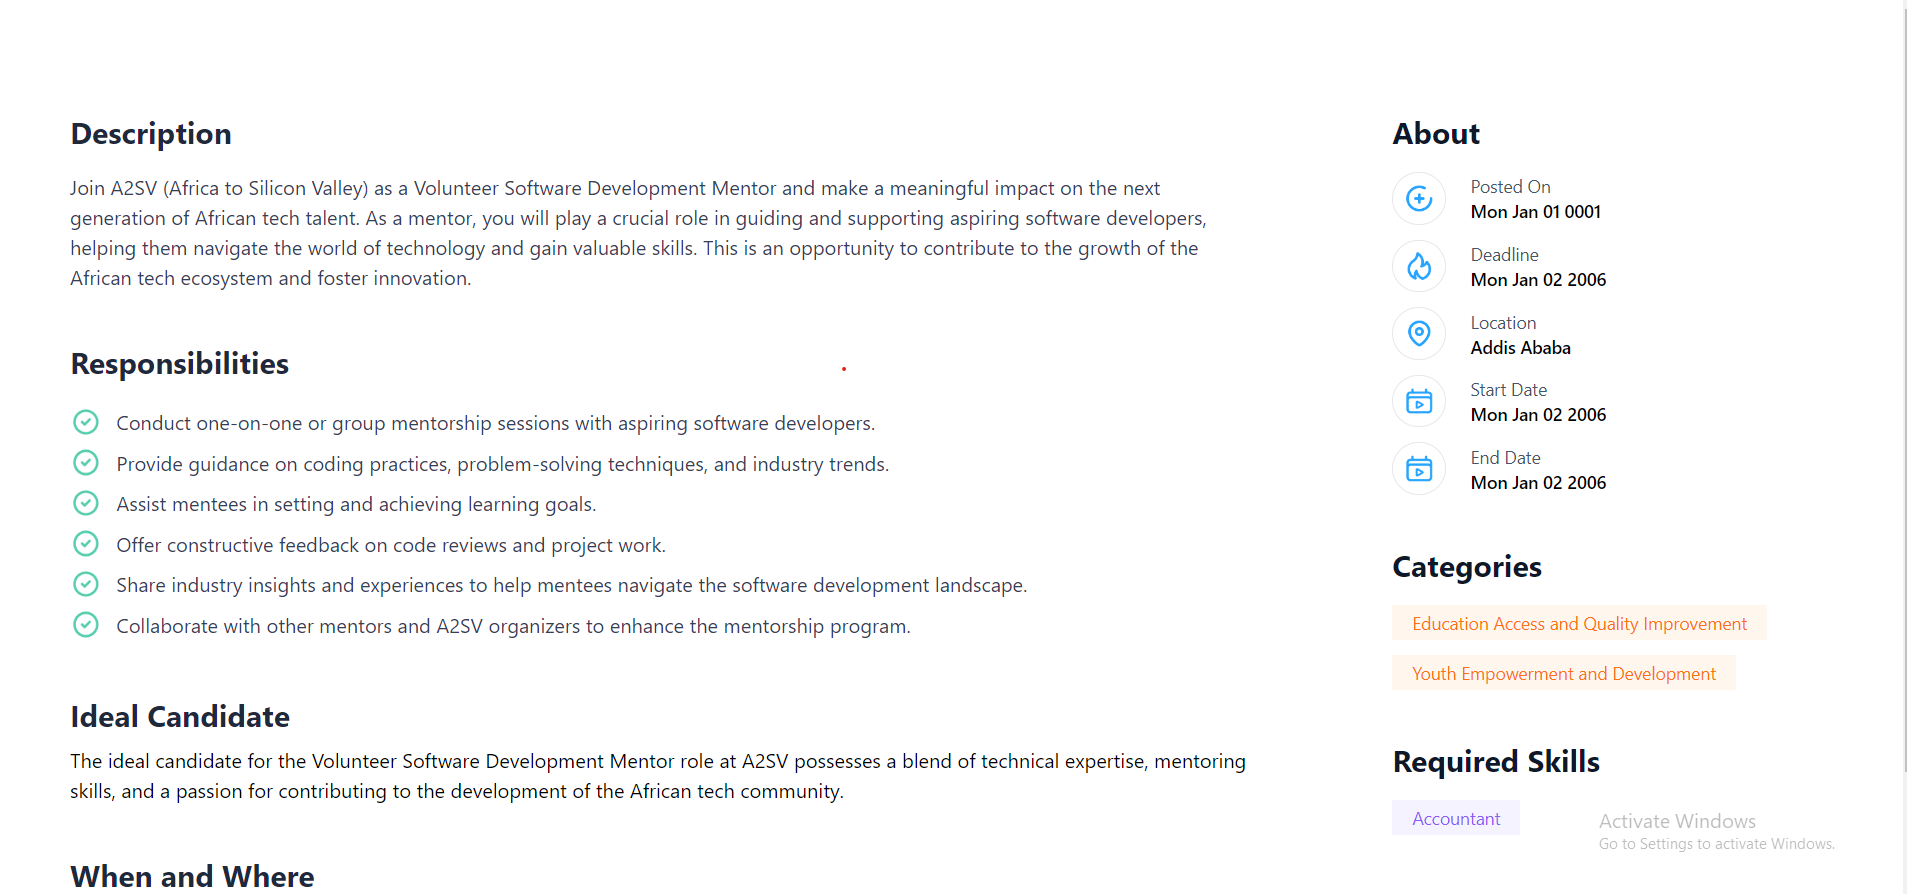 Description
Join A2SV (Africa to Silicon Valley) as a Volunteer Software Development Mentor and make a meaningful impact on the next
generation of African tech talent. As a mentor, you will play a crucial role in guiding and supporting aspiring software developers,
helping them navigate the world of technology and gain valuable skills. This is an opportunity to contribute to the growth of the
African tech ecosystem and foster innovation.
Responsibilities
Conduct one-on-one or group mentorship sessions with aspiring software developers.
Provide guidance on coding practices, problem-solving techniques, and industry trends.
Assist mentees in setting and achieving learning goals.
Offer constructive feedback on code reviews and project work.
Share industry insights and experiences to help mentees navigate the software development landscape.
Collaborate with other mentors and A2SV organizers to enhance the mentorship program.
Ideal Candidate
The ideal candidate for the Volunteer Software Development Mentor role at A2SV possesses a blend of technical expertise, mentoring
skills, and a passion for contributing to the development of the African tech community.
When and Where
About
Posted On
Mon Jan 01 0001
Deadline
Mon Jan 02 2006
Location
Addis Ababa
Start Date
Mon Jan 02 2006
End Date
Mon Jan 02 2006
Categories
Education Access and Quality Improvement
Youth Empowerment and Development
Required Skills
Accountant
Activate Windows
Go to Settings to activate Windows.